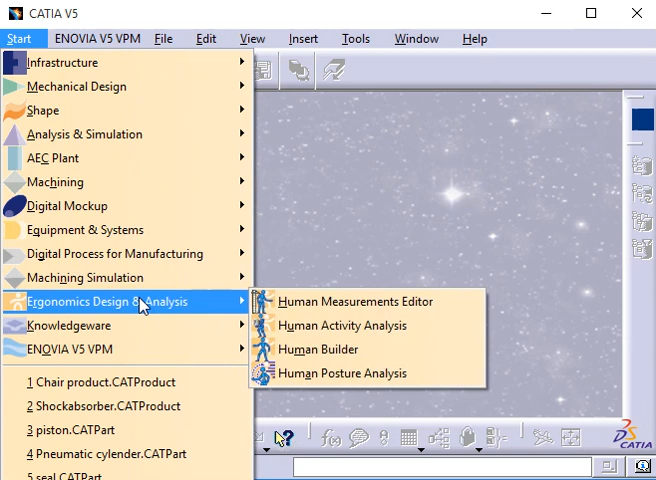 CATIA V5
Start ENOVIA V5 VPM File Edit View Insert Tools Window Help
Infrastructure
Mechanical Design
Shape
Analysis & Simulation
AEC Plant
Machining
Digital Mockup
Equipment & Systems
Digital Process for Manufacturing
Machining Simulation
Ergonomics Design & Analysis
Human Measurements Editor
Human Activity Analysis
Human Builder
Human Posture Analysis
Knowledgeware
ENOVIA V5 VPM
1 Chair product.CATProduct
2 Shockabsorber.CATProduct
3 piston.CATPart
4 Pneumatic cylender.CATPart
5 seal.CATPart
f(x)
CATIA